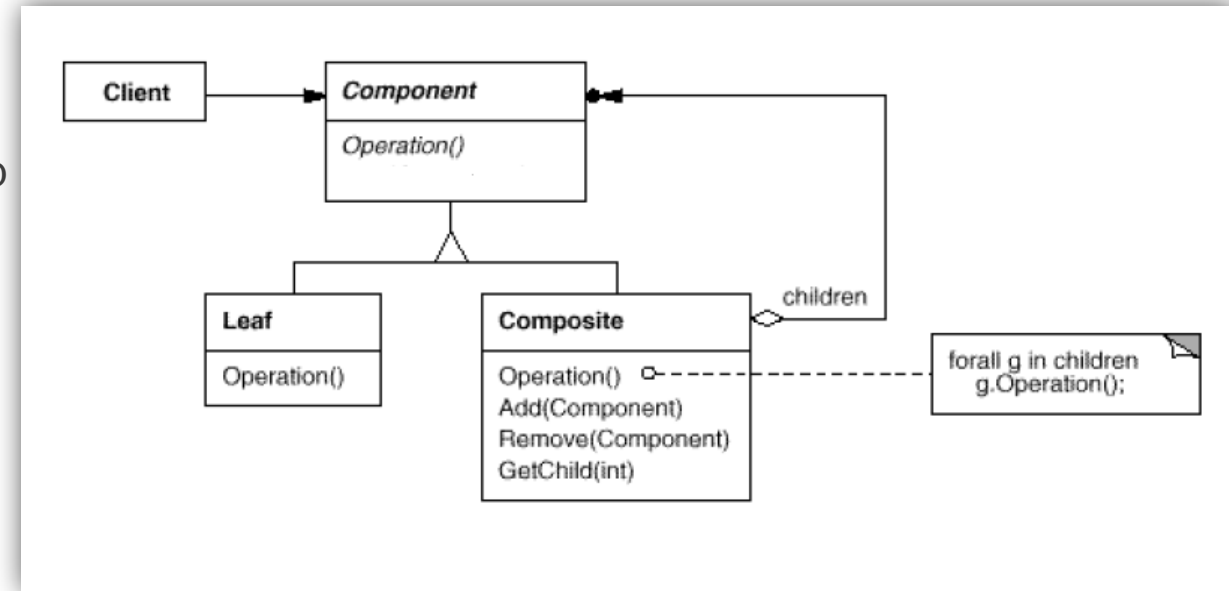 Client
Component
Operation()
Leaf
Operation()
Composite
Operation()
Add(Component)
Remove(Component)
GetChild(int)
children
forall g in children
g.Operation();